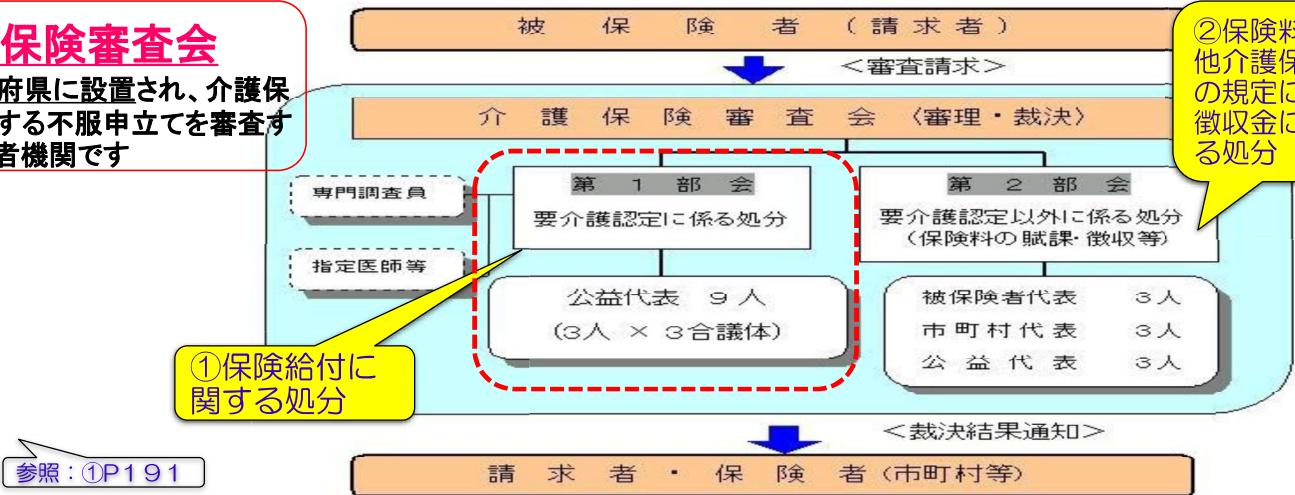 保険審査会
府県に設置され、介護保
する不服申立てを審査す
者機関です
被保険者（請求者）
＜審査請求＞
介護保険審査会〈審理・裁決〉
②保険料
他介護保
の規定に
徴収金に
る処分
専門調査員
指定医師等
第1部会
要介護認定に係る処分
公益代表 9人
(3人 × 3合議体)
第2部会
要介護認定以外に係る処分
(保険料の賦課・徴収等)
被保険者代表 3人
市町村代表 3人
公益代表 3人
①保険給付に
関する処分
＜裁決結果通知＞
参照：①P191
請求者・保険者(市町村等)